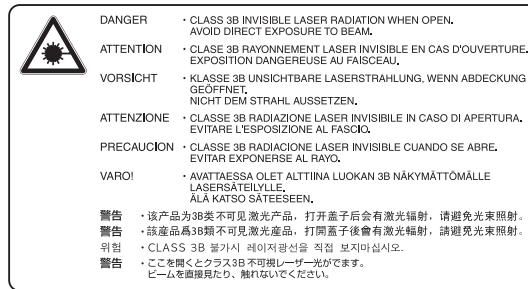 DANGER ・CLASS 3B INVISIBLE LASER RADIATION WHEN OPEN.
AVOID DIRECT EXPOSURE TO BEAM.
ATTENTION ・CLASE 3B RAYONNEMENT LASER INVISIBLE EN CAS D'OUVERTURE.
EXPOSITION DANGEREUSE AU FAISCEAU.
VORSICHT ・KLASSE 3B UNSICHTBARE LASERSTRAHLUNG, WENN ABDECKUNG
GEÖFFNET.
NICHT DEM STRAHL AUSSETZEN.
ATTENZIONE ・CLASSE 3B RADIAZIONE LASER INVISIBILE IN CASO DI APERTURA.
EVITARE L'ESPOSIZIONE AL FASCIO.
PRECAUCION ・CLASSE 3B RADIACIONE LASER INVISIBLE CUANDO SE ABRE.
EVITAR EXPONERSE AL RAYO.
VARO! ・AVATTAESSA OLET ALTTIINA LUOKAN 3B NÄKYMÄTTÖMÄLLE
LASERSÄTEILYLLE.
ÄLÄ KATSO SÄTEESEEN.
警告 ・该产品为3B类不可见激光产品，打开盖子后会有激光辐射，请避免光束照射。
警告 ・該産品爲3B類不可見激光産品，打開蓋子後會有激光輻射，請避免光束照射。
위험 ・CLASS 3B 불가시 레이저광선을 직접 보지마십시오.
警告 ・ここを開くとクラス3B不可視レーザー光がでます。
ビームを直接見たり、触れないでください。